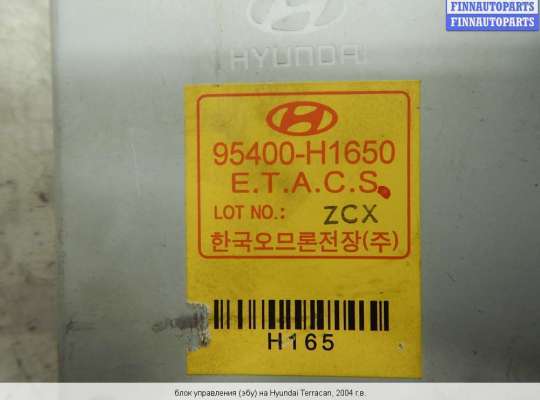 FINNAUTOPARTS
FINNAUTOPARTS
HYUNDAI
95400-H1650
E.T.A.C.S.
LOT NO.: ZCX
한국오므론전장(주)
H165
блок управления (эбу) на Hyundai Terracan, 2004 г.в.